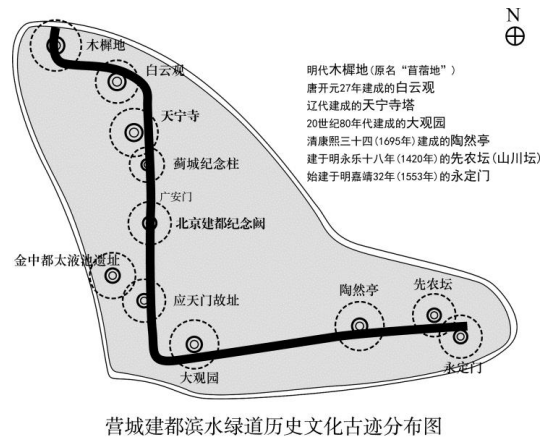 N
木樨地
白云观
天宁寺
蓟城纪念柱
广安门
北京建都纪念阙
金中都太液池遗址
应天门故址
大观园
陶然亭
先农坛
永定门
明代木樨地(原名“苜蓿地”)
唐开元27年建成的白云观
辽代建成的天宁寺塔
20世纪80年代建成的大观园
清康熙三十四(1695年)建成的陶然亭
建于明永乐十八年(1420年)的先农坛(山川坛)
始建于明嘉靖32年(1553年)的永定门
营城建都滨水绿道历史文化古迹分布图